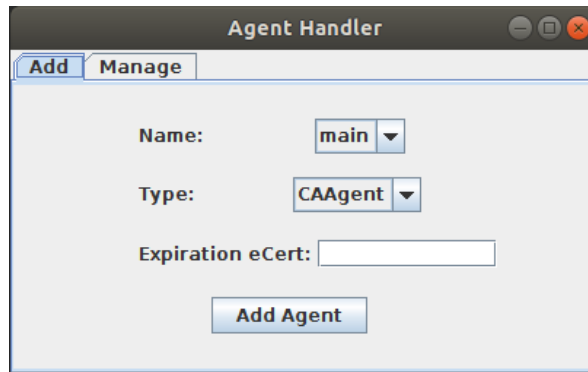 Agent Handler
Add Manage
Name: main
Type: CAAgent
Expiration eCert:
Add Agent